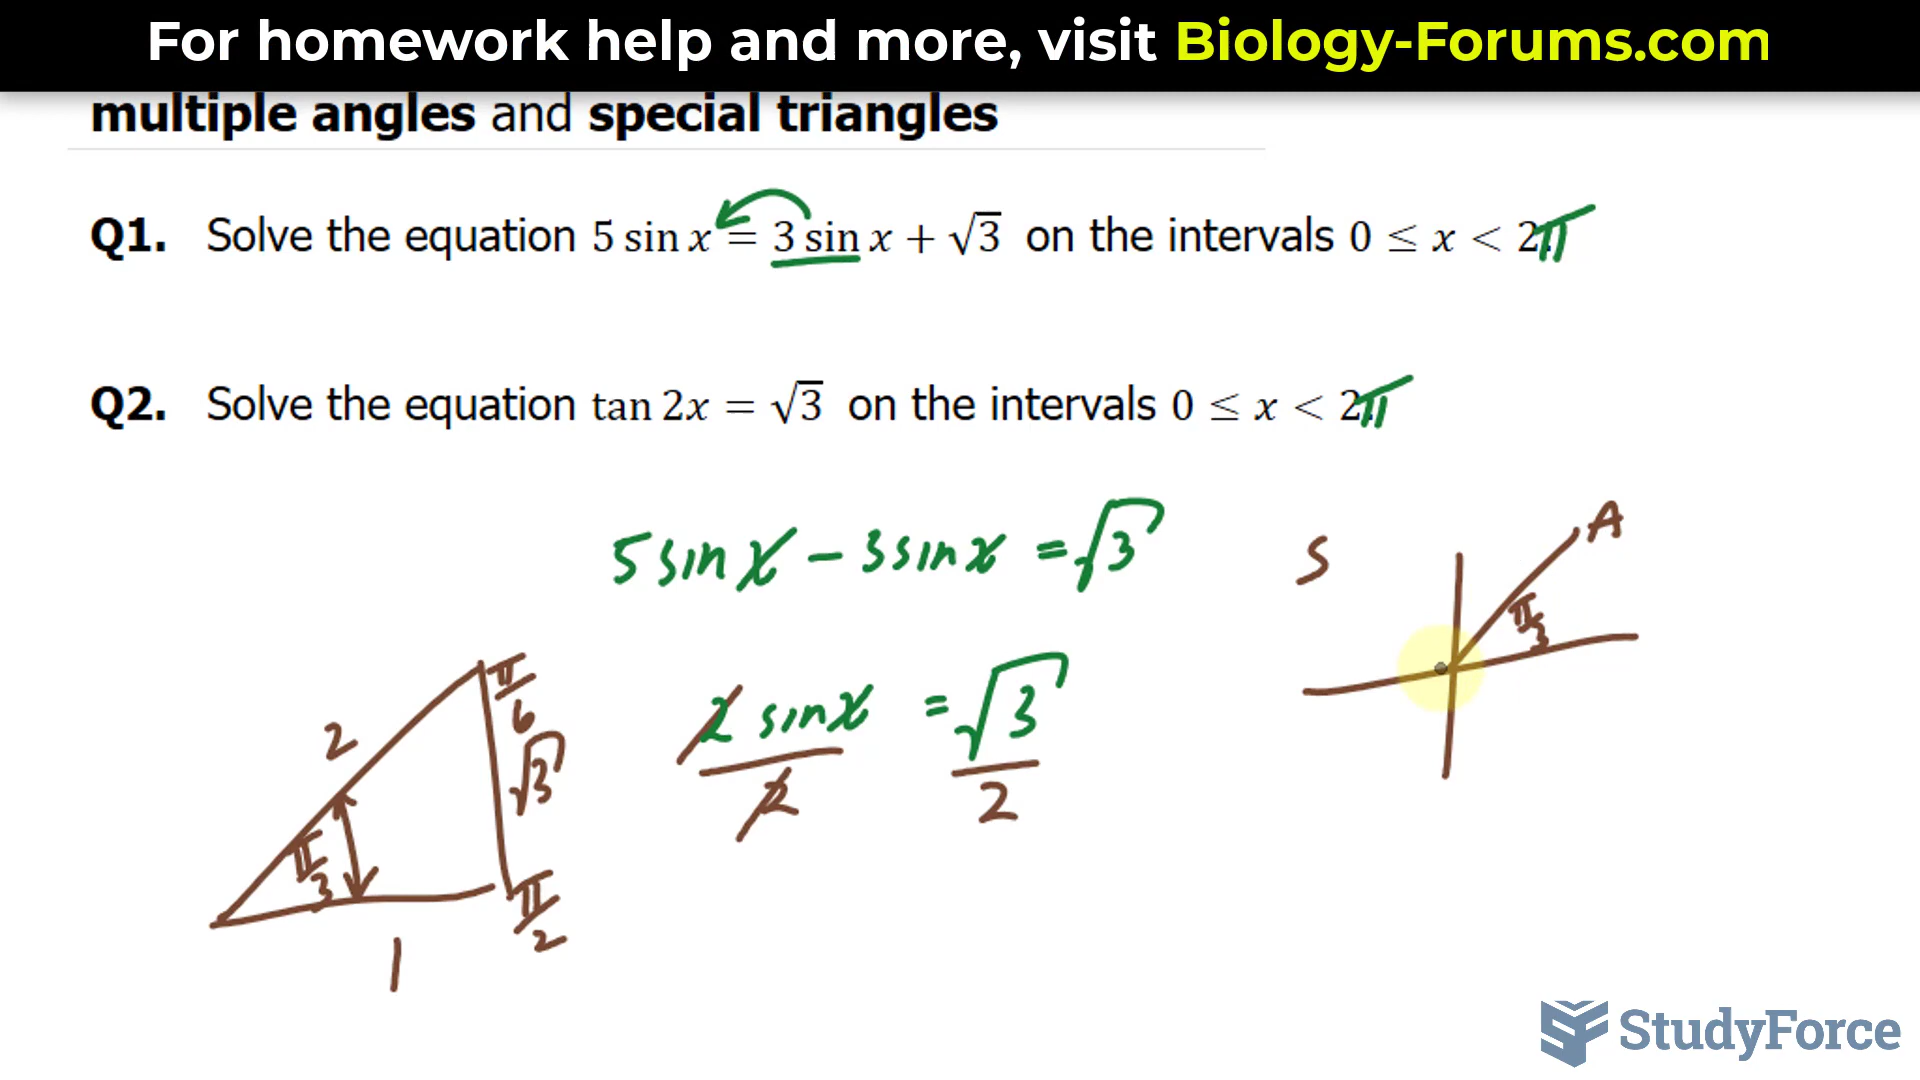 For homework help and more, visit Biology-Forums.com
multiple angles and special triangles
Q1. Solve the equation 5 sin x = 3 sin x + √3 on the intervals 0 ≤ x < 2π
Q2. Solve the equation tan 2x = √3 on the intervals 0 ≤ x < 2π
5 sin x - 3 sin x = √3
2 sin x / 2 = √3 / 2
2
π/6
√3
π/3
π/2
1
S
A
π/3
StudyForce